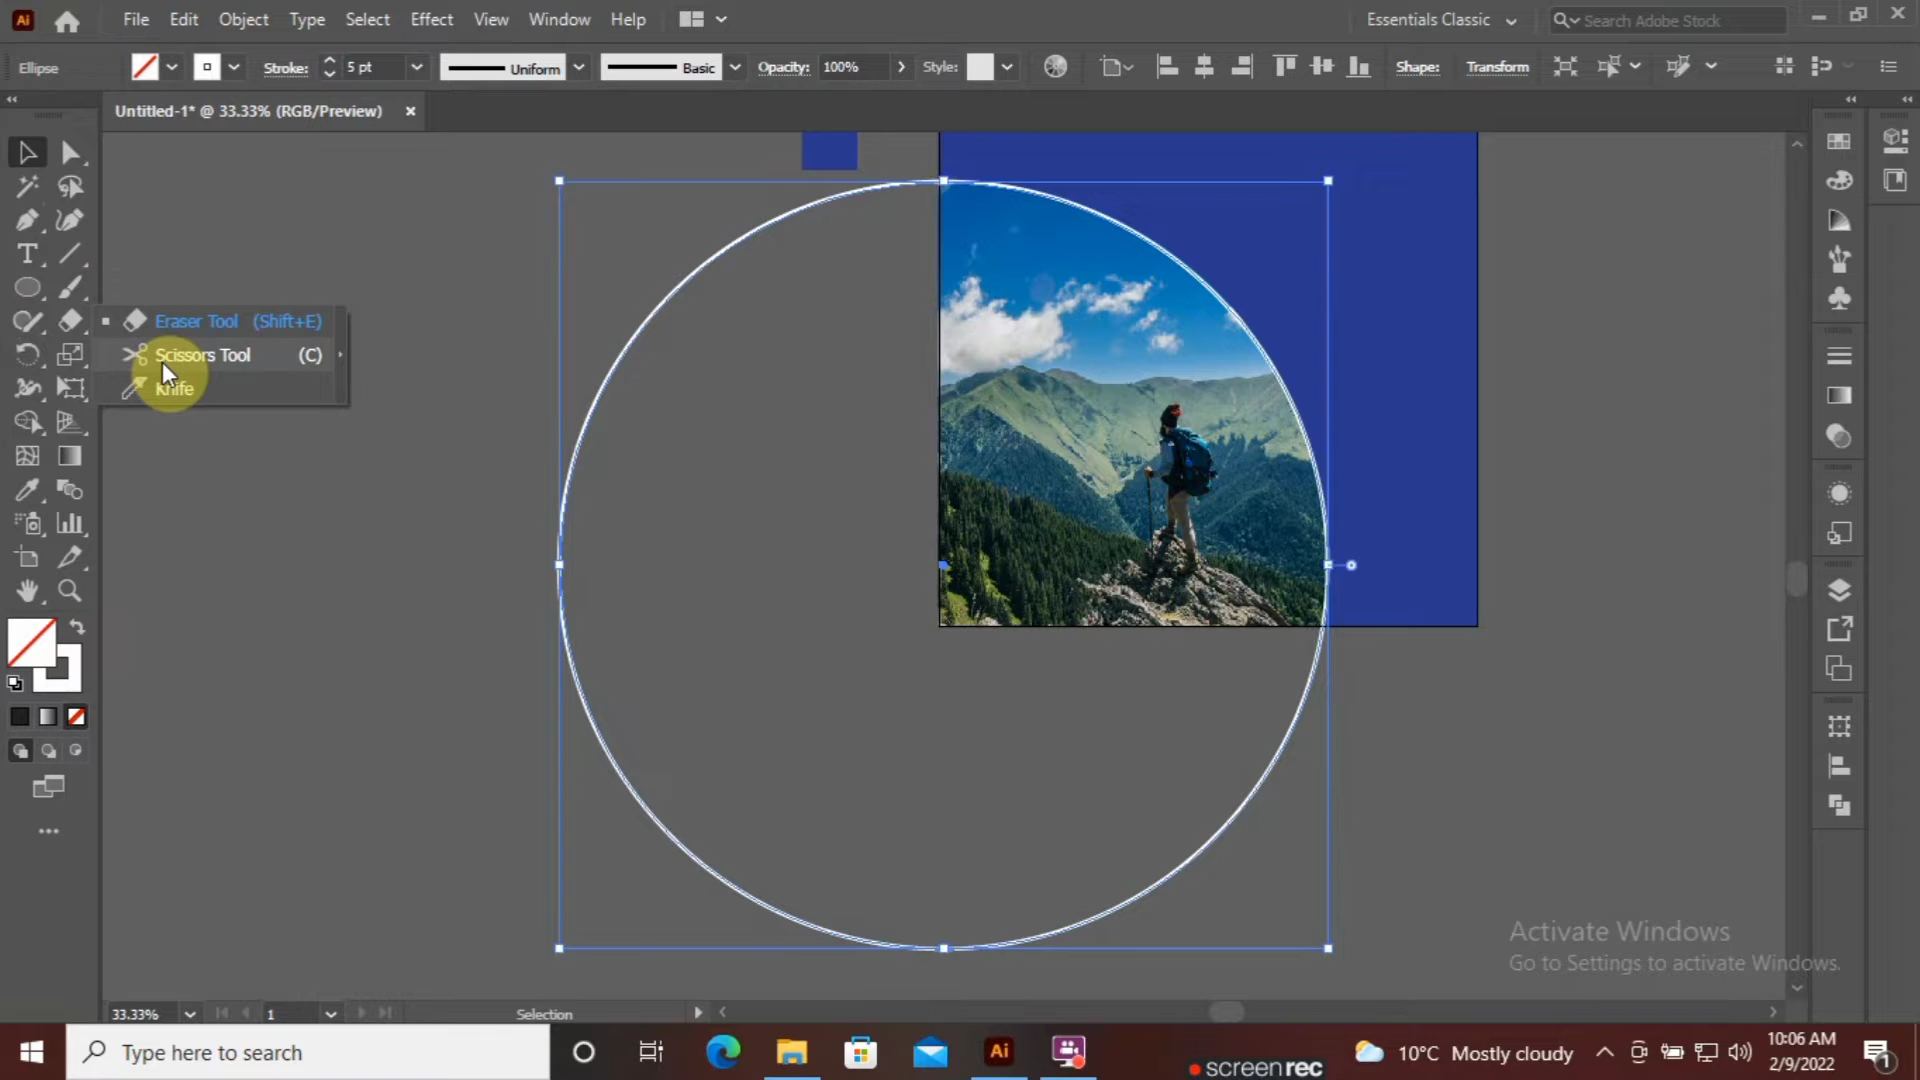 Ai File Edit Object Type Select Effect View Window Help Essentials Classic Search Adobe Stock
Ellipse Stroke: 5 pt Uniform Basic Opacity: 100% Style: Shape: Transform
Untitled-1* @ 33.33% (RGB/Preview) ×
Eraser Tool (Shift+E)
Scissors Tool (C)
Knife
Activate Windows
Go to Settings to activate Windows.
33.33% 1 Selection
Type here to search
Ai
screenrec
10°C Mostly cloudy
10:06 AM
2/9/2022
1